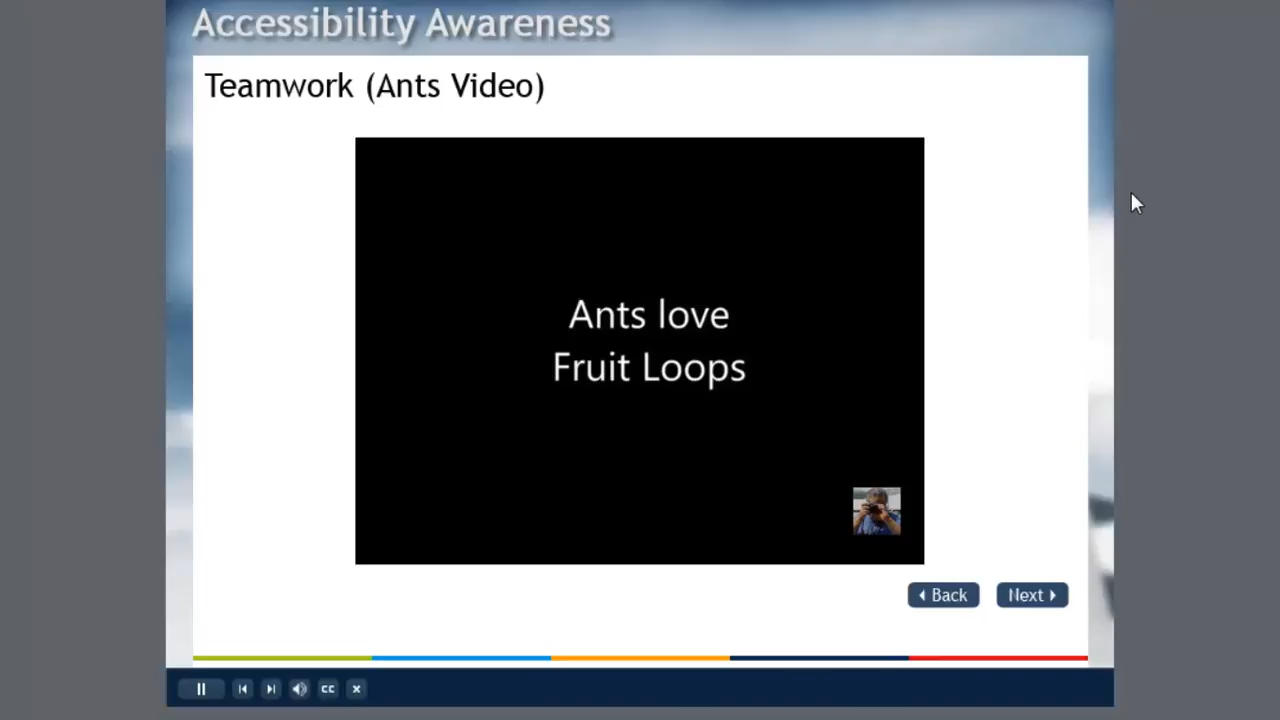 Accessibility Awareness
Teamwork (Ants Video)
Ants love
Fruit Loops
Back
Next
CC